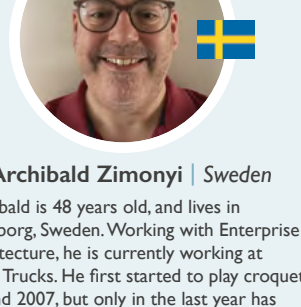 Archibald Zimonyi | Sweden
bald is 48 years old, and lives in
borg, Sweden. Working with Enterprise
tecture, he is currently working at
Trucks. He first started to play croquet
nd 2007, but only in the last year has